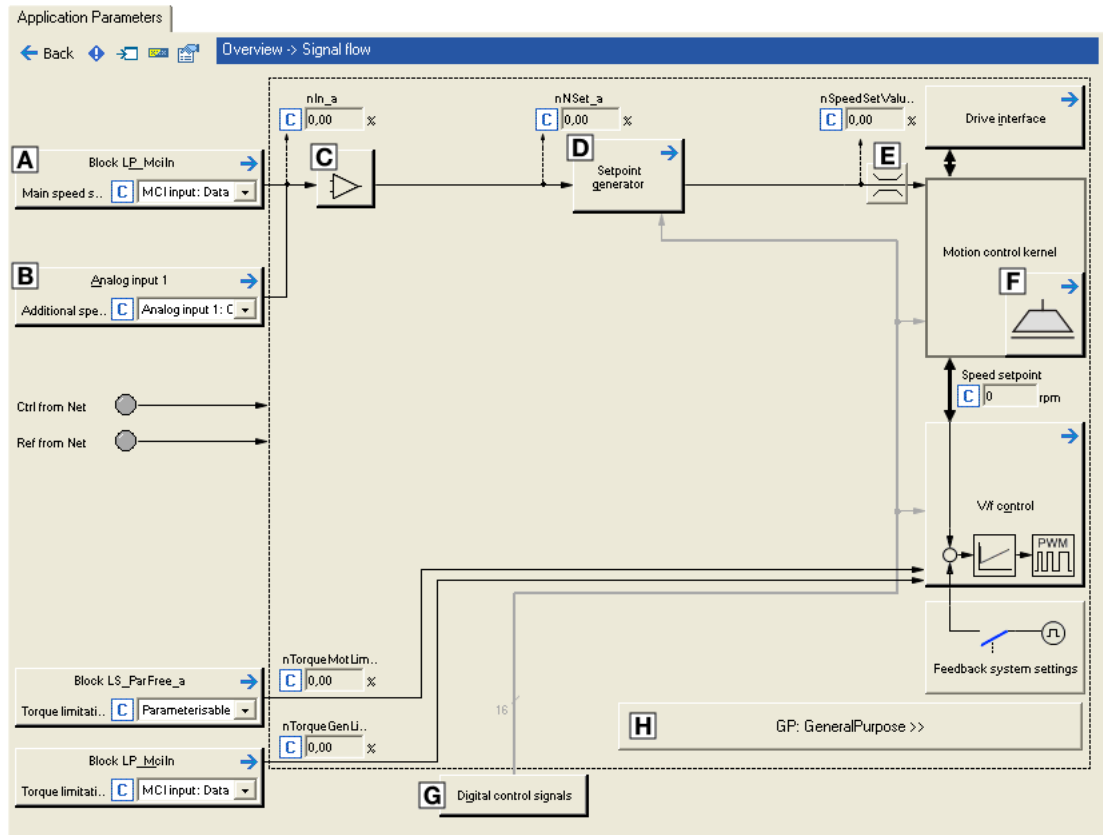 Application Parameters
Back
Overview -> Signal flow
nIn_a
C 0,00 %
nNSet_a
C 0,00 %
nSpeedSetValu..
C 0,00 %
Drive interface
A
Block LP_MciIn
Main speed s.. C MCI input: Data
C
D
Setpoint
generator
E
Motion control kernel
F
B
Analog input 1
Additional spe.. C Analog input 1: C
Speed setpoint
C 0 rpm
Ctrl from Net
Ref from Net
V/f control
PWM
Feedback system settings
nTorqueMotLim..
C 0,00 %
Block LS_ParFree_a
Torque limitati.. C Parameterisable
16
nTorqueGenLi..
C 0,00 %
H
GP: GeneralPurpose >>
Block LP_MciIn
Torque limitati.. C MCI input: Data
G
Digital control signals